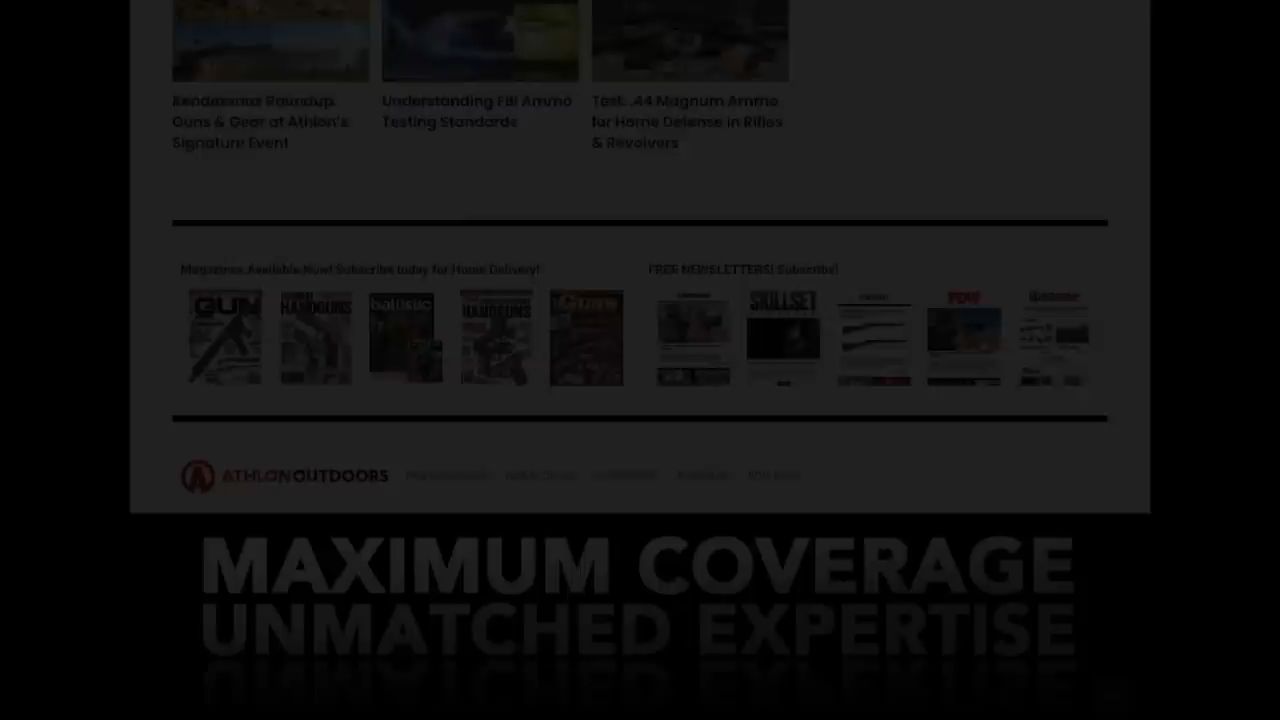 Rendezvous Roundup:
Guns & Gear at Athlon's
Signature Event
Understanding FBI Ammo
Testing Standards
Test: .44 Magnum Ammo
for Home Defense in Rifles
& Revolvers
Magazines Available Now! Subscribe today for Home Delivery!
FREE NEWSLETTERS! Subscribe!
GUN
HANDGUNS
ballistic
HANDGUNS
SKILLSET
ATHLON OUTDOORS
MAXIMUM COVERAGE
UNMATCHED EXPERTISE